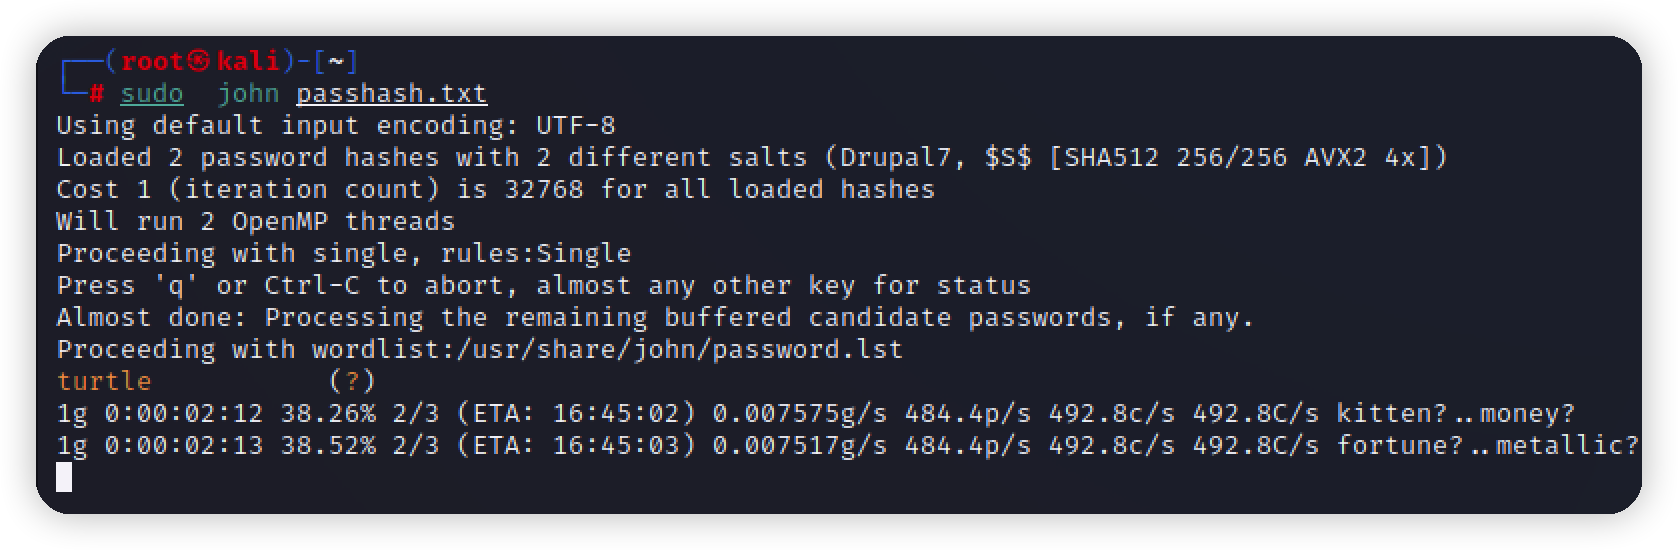 ┌──(root㉿kali)-[~]
└─# sudo  john passhash.txt
Using default input encoding: UTF-8
Loaded 2 password hashes with 2 different salts (Drupal7, $S$ [SHA512 256/256 AVX2 4x])
Cost 1 (iteration count) is 32768 for all loaded hashes
Will run 2 OpenMP threads
Proceeding with single, rules:Single
Press 'q' or Ctrl-C to abort, almost any other key for status
Almost done: Processing the remaining buffered candidate passwords, if any.
Proceeding with wordlist:/usr/share/john/password.lst
turtle           (?)
1g 0:00:02:12 38.26% 2/3 (ETA: 16:45:02) 0.007575g/s 484.4p/s 492.8c/s 492.8C/s kitten?..money?
1g 0:00:02:13 38.52% 2/3 (ETA: 16:45:03) 0.007517g/s 484.4p/s 492.8c/s 492.8C/s fortune?..metallic?